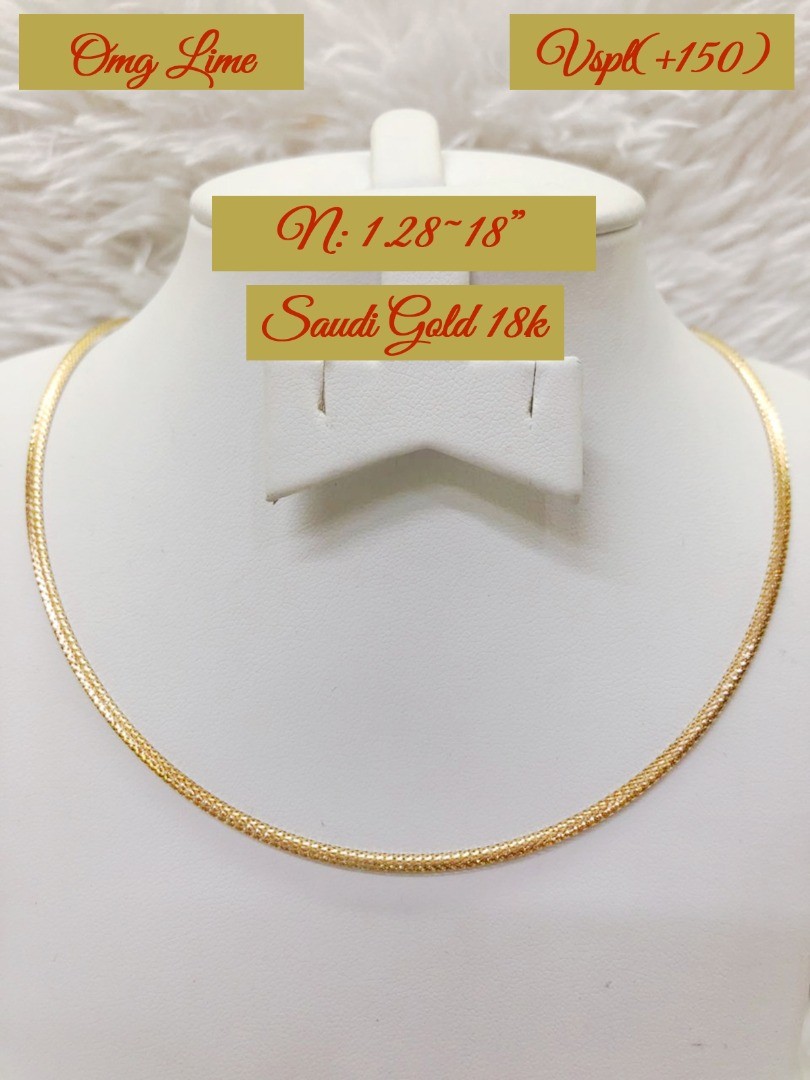 Omg Lime
Vspl(+150)
N: 1.28~18"
Saudi Gold 18k